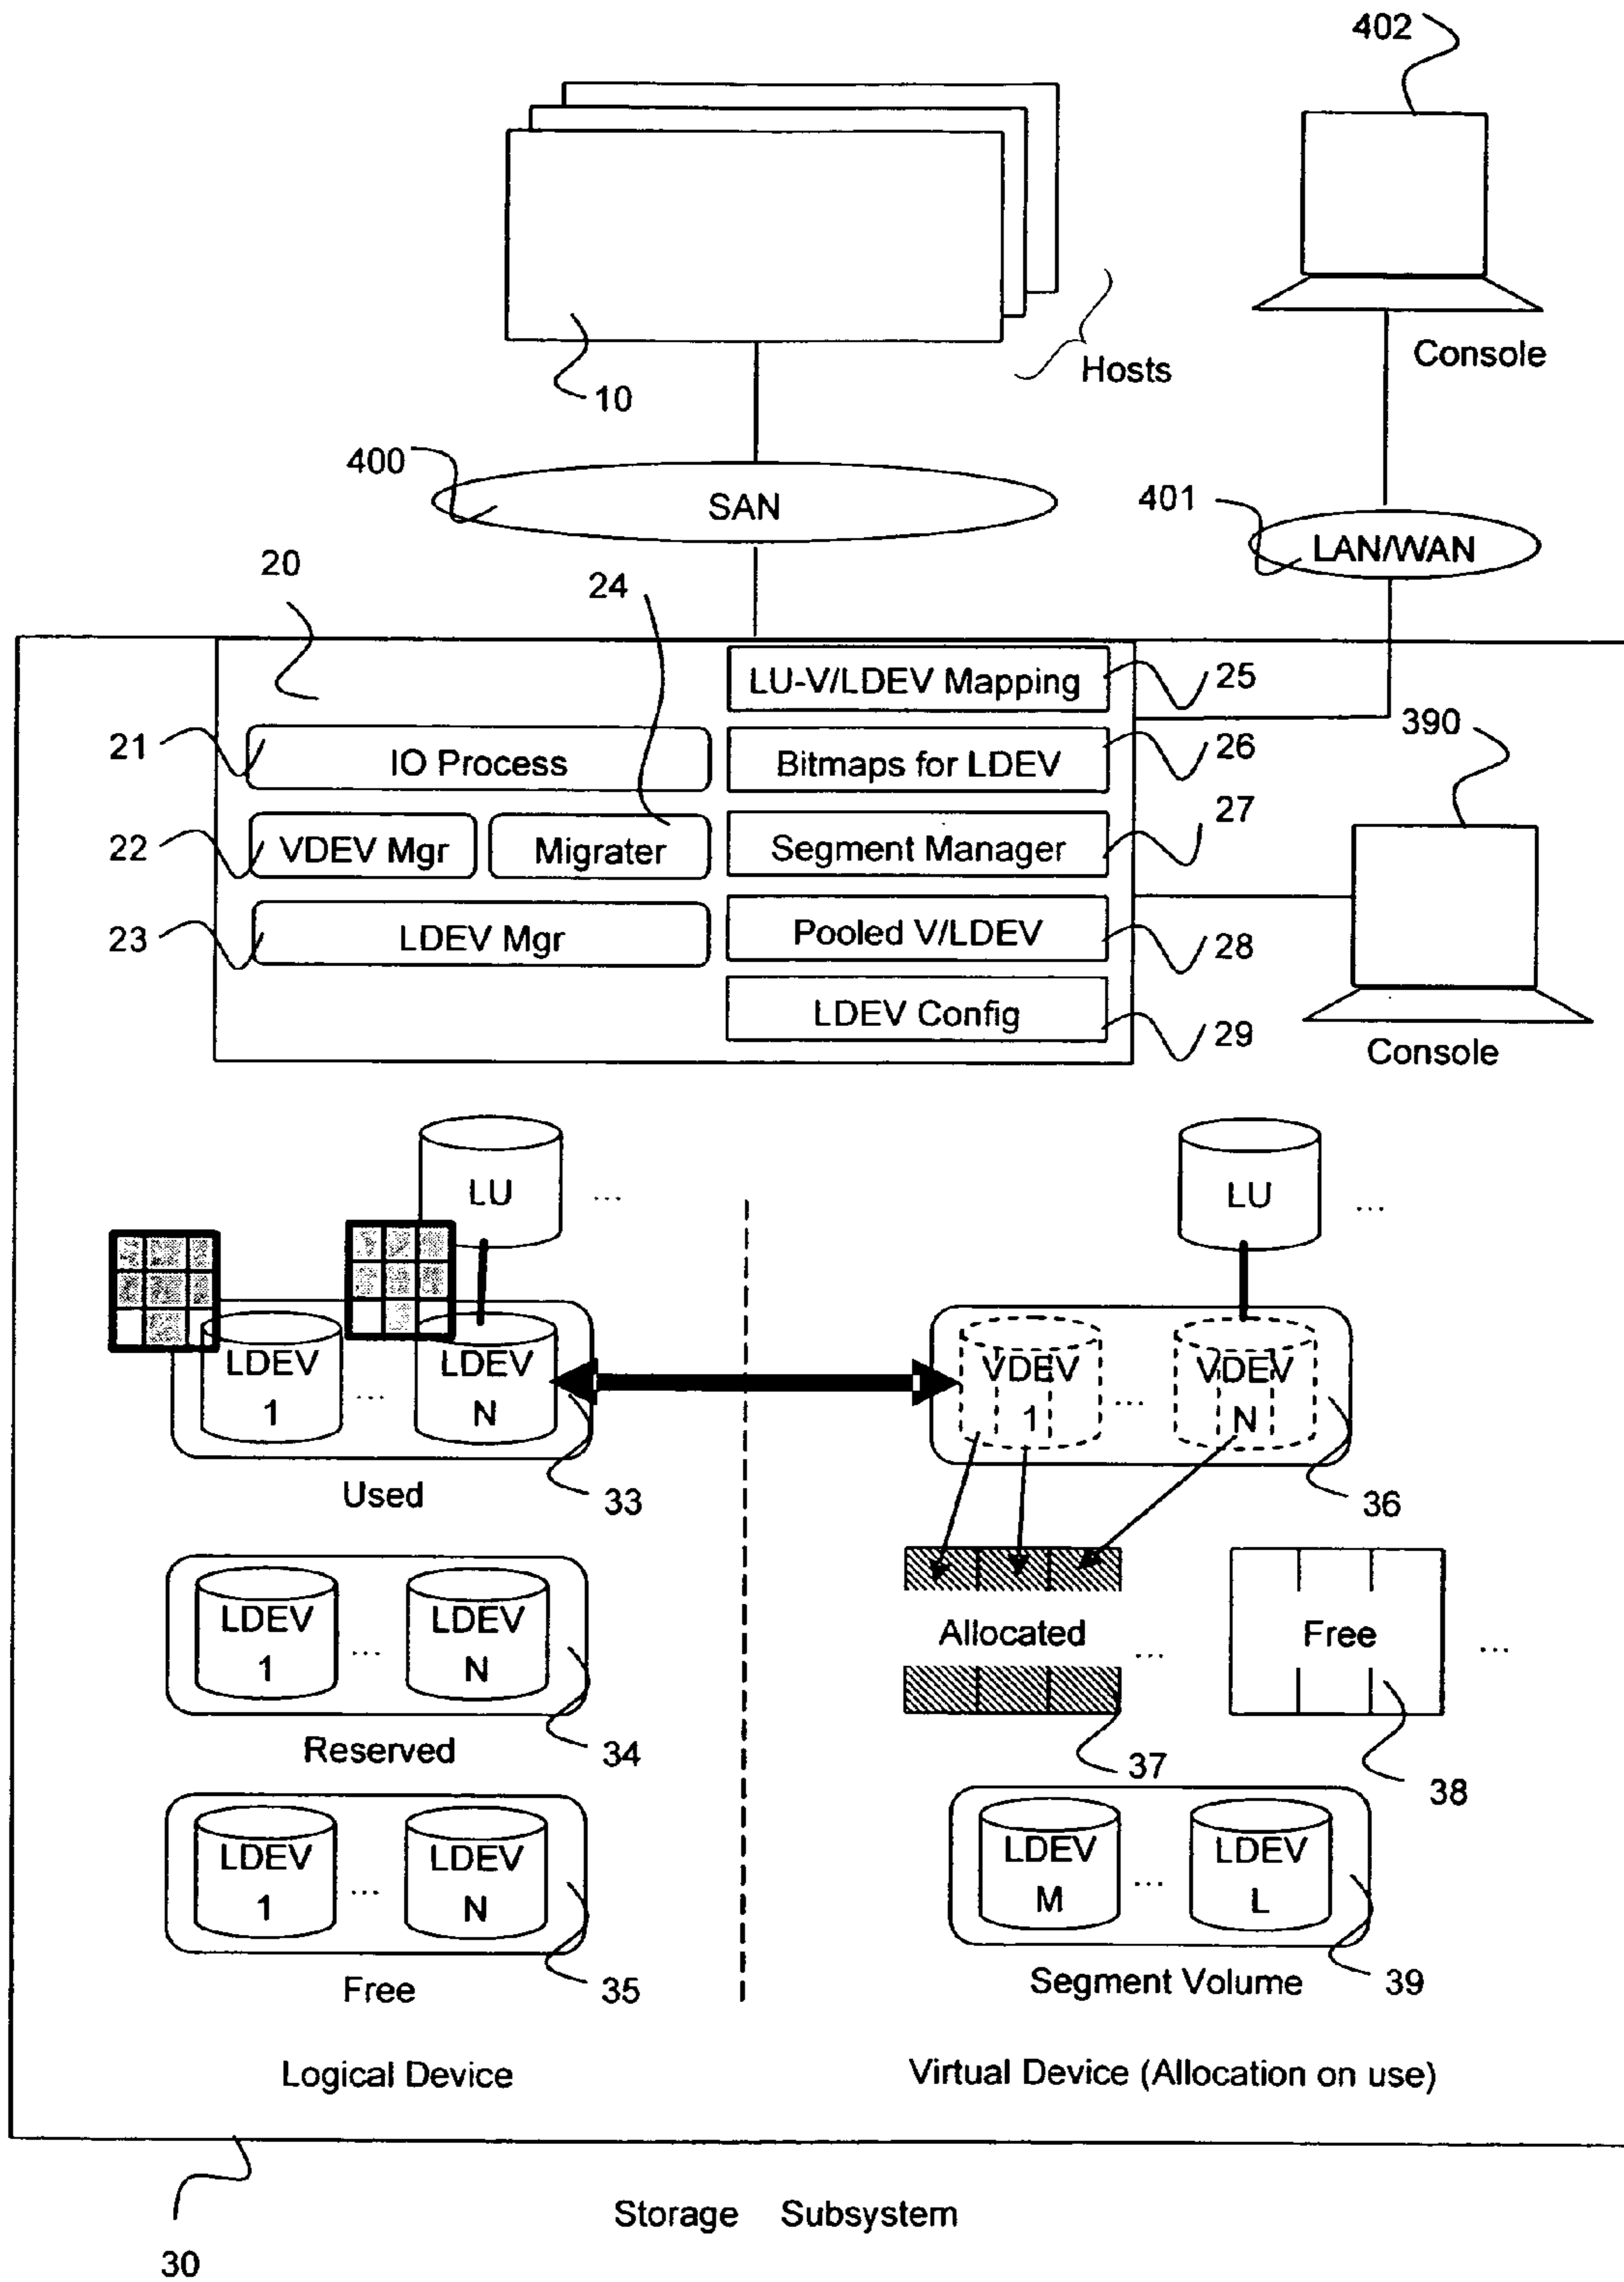 402
Console
10
Hosts
400
SAN
401
LAN/WAN
20
24
LU-V/LDEV Mapping
25
21
IO Process
Bitmaps for LDEV
26
390
22
VDEV Mgr
Migrater
Segment Manager
27
23
LDEV Mgr
Pooled V/LDEV
28
LDEV Config
29
Console
LU
...
LU
...
LDEV
1
...
LDEV
N
VDEV
1
...
VDEV
N
Used
33
36
LDEV
1
...
LDEV
N
Allocated
...
Free
...
Reserved
34
37
38
LDEV
1
...
LDEV
N
LDEV
M
...
LDEV
L
Free
35
Segment Volume
39
Logical Device
Virtual Device (Allocation on use)
Storage Subsystem
30